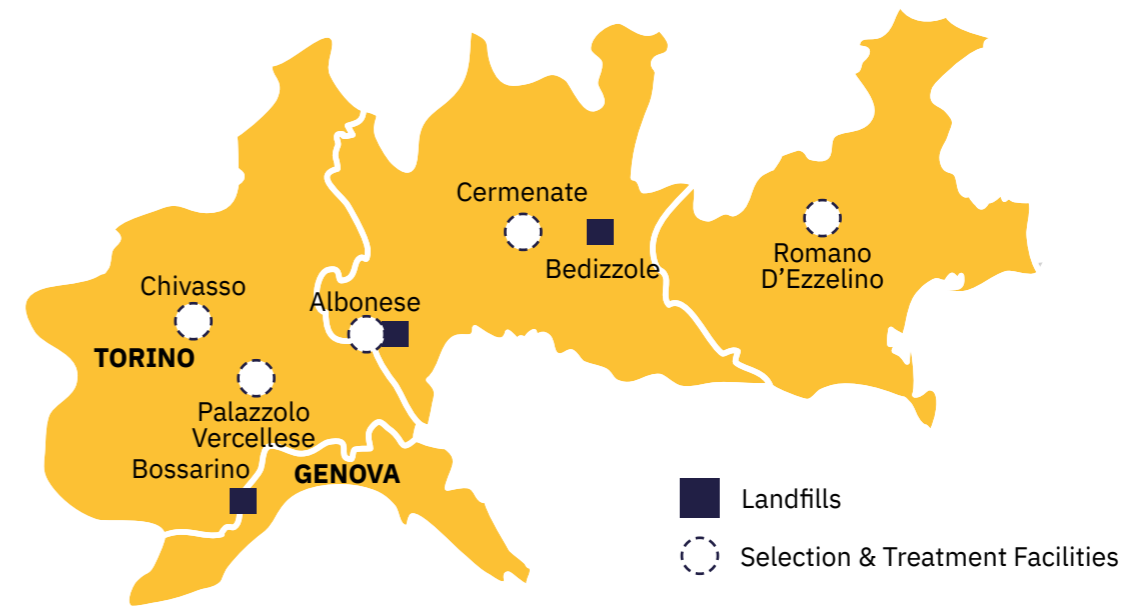 Cermenate
Bedizzole
Romano
D’Ezzelino
Chivasso
Albonese
TORINO
Palazzolo
Vercellese
Bossarino
GENOVA
Landfills
Selection & Treatment Facilities